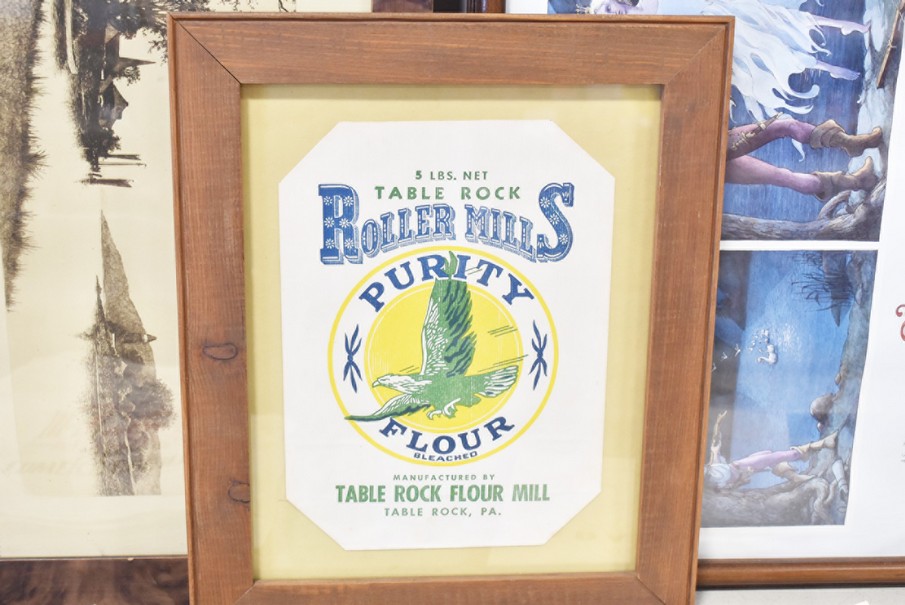 5 LBS. NET
TABLE ROCK
ROLLER MILLS
PURITY
FLOUR
BLEACHED
MANUFACTURED BY
TABLE ROCK FLOUR MILL
TABLE ROCK, PA.